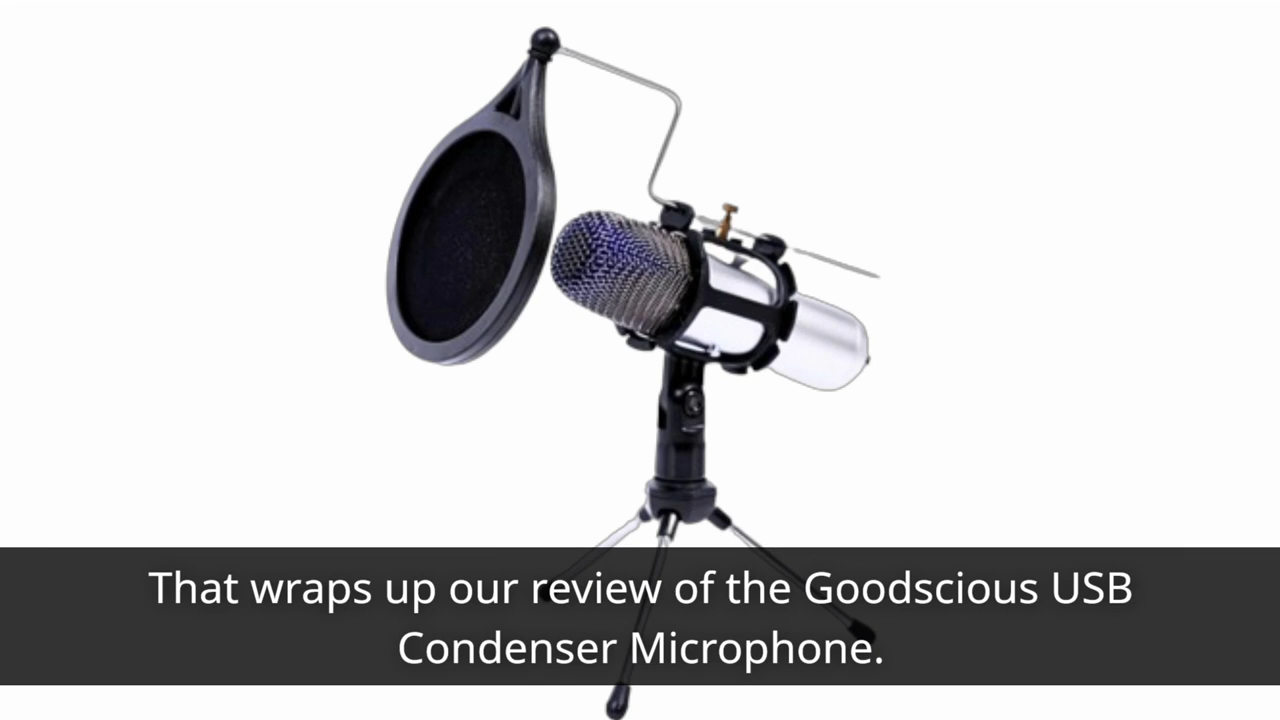 That wraps up our review of the Goodscious USB
Condenser Microphone.